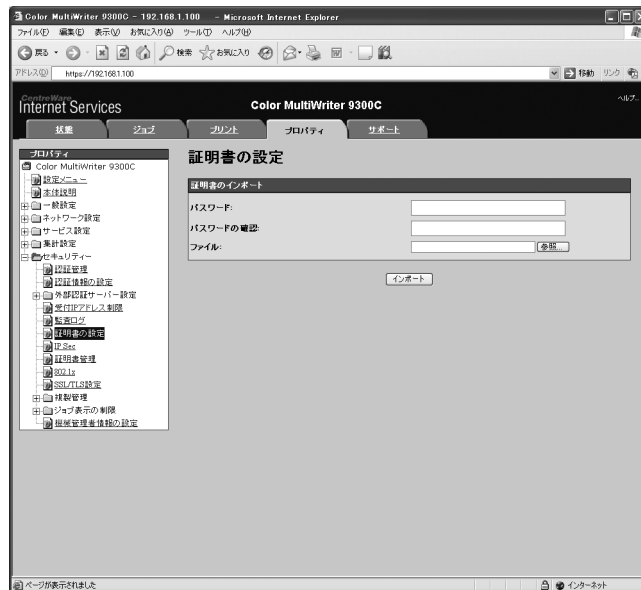 Color MultiWriter 9300C - 192.168.1.100 - Microsoft Internet Explorer
ファイル(F) 編集(E) 表示(V) お気に入り(A) ツール(T) ヘルプ(H)
戻る 検索 お気に入り
アドレス(D) https://192.168.1.100 移動 リンク
CentreWare
Internet Services
Color MultiWriter 9300C
ヘルプ...
状態 ジョブ プリント プロパティ サポート
プロパティ
Color MultiWriter 9300C
設定メニュー
本体説明
一般設定
ネットワーク設定
サービス設定
集計設定
セキュリティー
認証管理
認証情報の設定
外部認証サーバー設定
受付IPアドレス制限
監査ログ
証明書の設定
IP Sec
証明書管理
802.1x
SSL/TLS設定
複製管理
ジョブ表示の制限
機械管理者情報の設定
証明書の設定
証明書のインポート
パスワード:
パスワードの確認:
ファイル:
参照...
インポート
ページが表示されました
インターネット